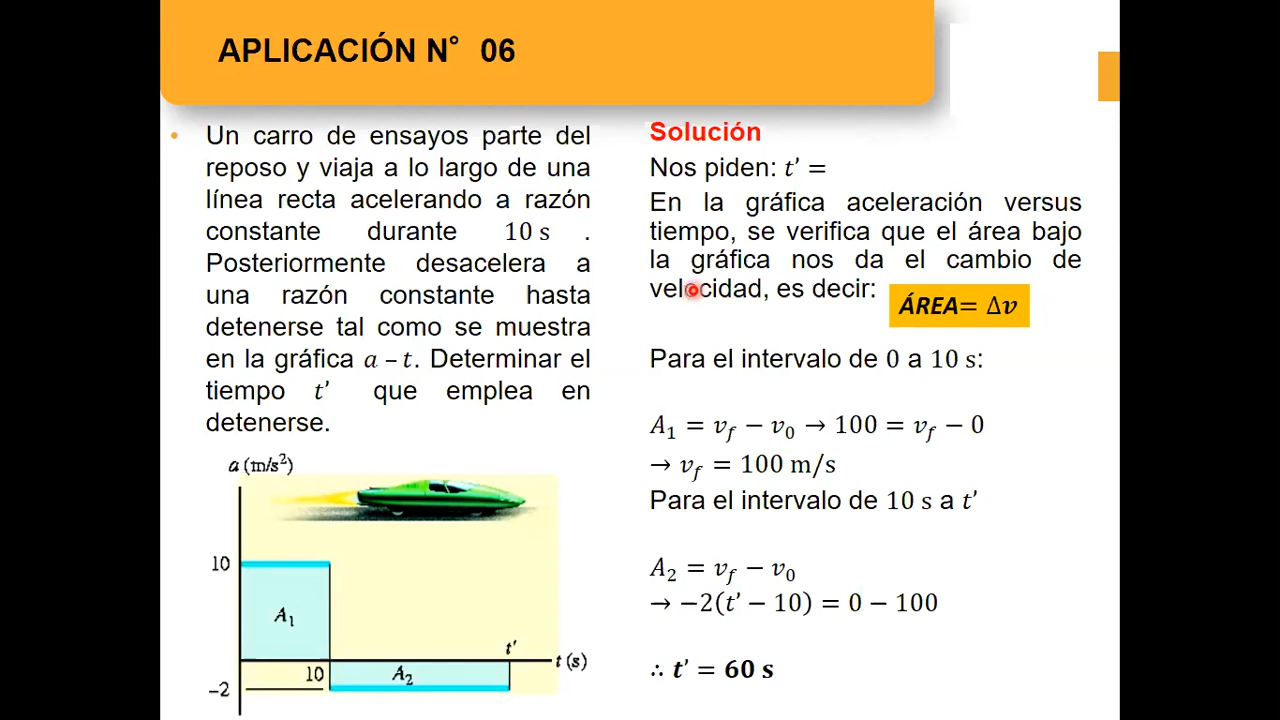 APLICACIÓN N° 06
• Un carro de ensayos parte del
reposo y viaja a lo largo de una
línea recta acelerando a razón
constante durante 10 s .
Posteriormente desacelera a
una razón constante hasta
detenerse tal como se muestra
en la gráfica a – t. Determinar el
tiempo t’ que emplea en
detenerse.
a (m/s²)
10
A₁
t'
t (s)
10
A₂
−2
Solución
Nos piden: t’ =
En la gráfica aceleración versus
tiempo, se verifica que el área bajo
la gráfica nos da el cambio de
velocidad, es decir:
ÁREA= Δv
Para el intervalo de 0 a 10 s:
A₁ = v_f − v₀ → 100 = v_f − 0
→ v_f = 100 m/s
Para el intervalo de 10 s a t’
A₂ = v_f − v₀
→ −2(t’ − 10) = 0 − 100
∴ t’ = 60 s